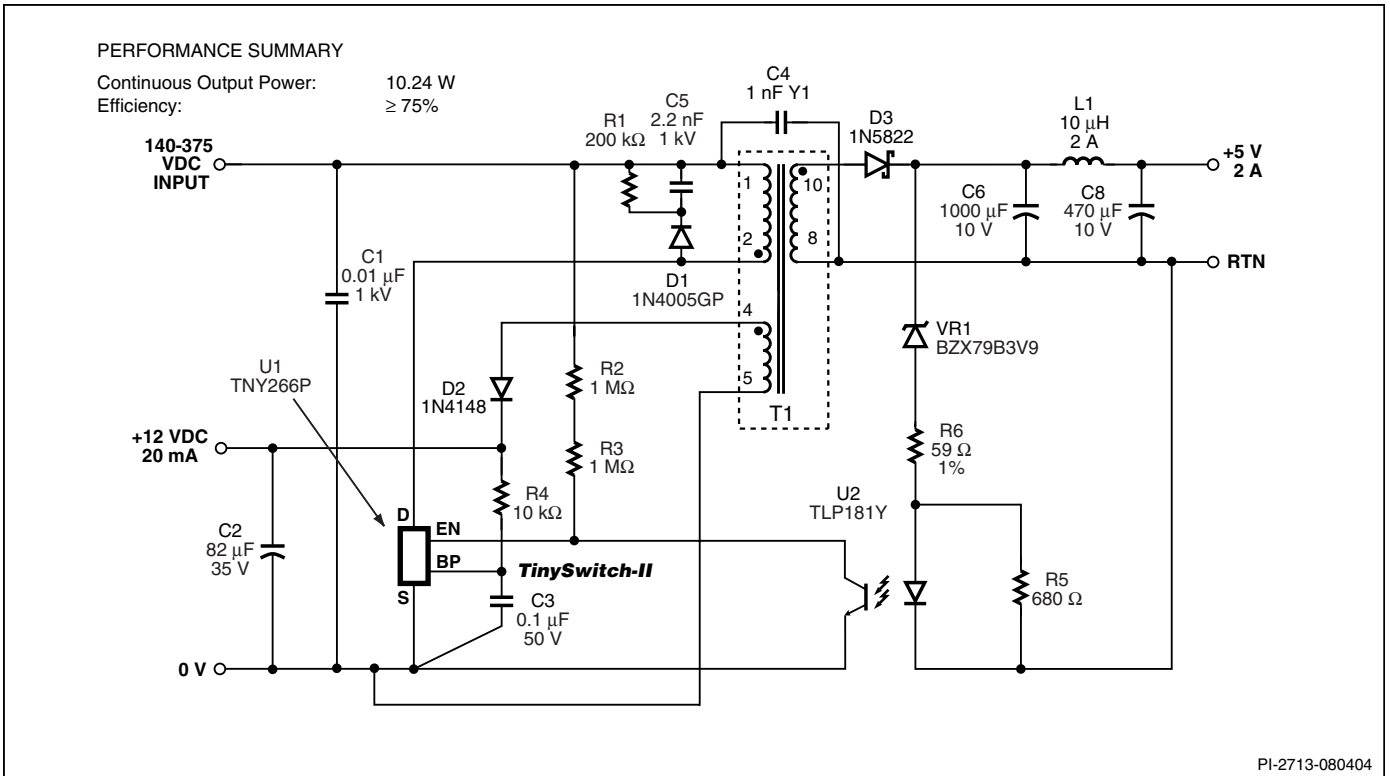 PERFORMANCE SUMMARY
Continuous Output Power: 10.24 W
Efficiency: ≥ 75%
140-375
VDC
INPUT
R1
200 kΩ
C5
2.2 nF
1 kV
C4
1 nF Y1
D3
1N5822
L1
10 µH
2 A
+5 V
2 A
C6
1000 µF
10 V
C8
470 µF
10 V
RTN
1
2
10
8
C1
0.01 µF
1 kV
D1
1N4005GP
4
5
T1
VR1
BZX79B3V9
U1
TNY266P
D2
1N4148
R2
1 MΩ
+12 VDC
20 mA
R3
1 MΩ
R6
59 Ω
1%
R4
10 kΩ
U2
TLP181Y
C2
82 µF
35 V
D
EN
BP
S
TinySwitch-II
C3
0.1 µF
50 V
R5
680 Ω
0 V
PI-2713-080404